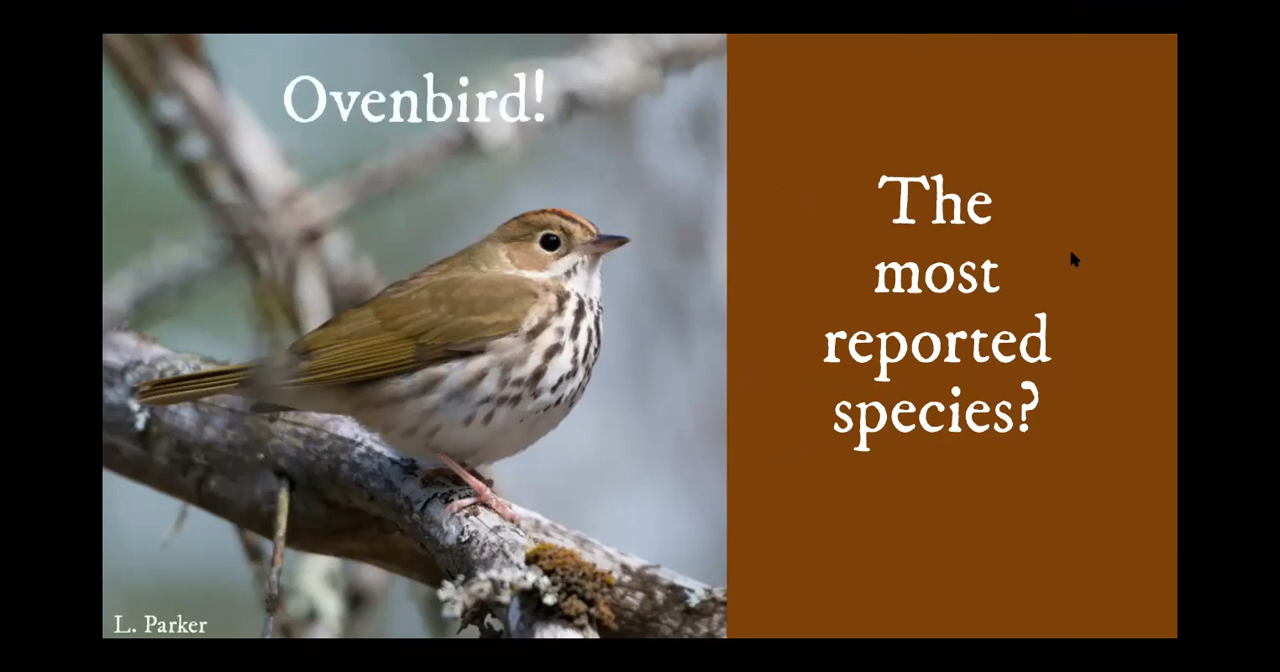 Ovenbird!
The
most
reported
species?
L. Parker